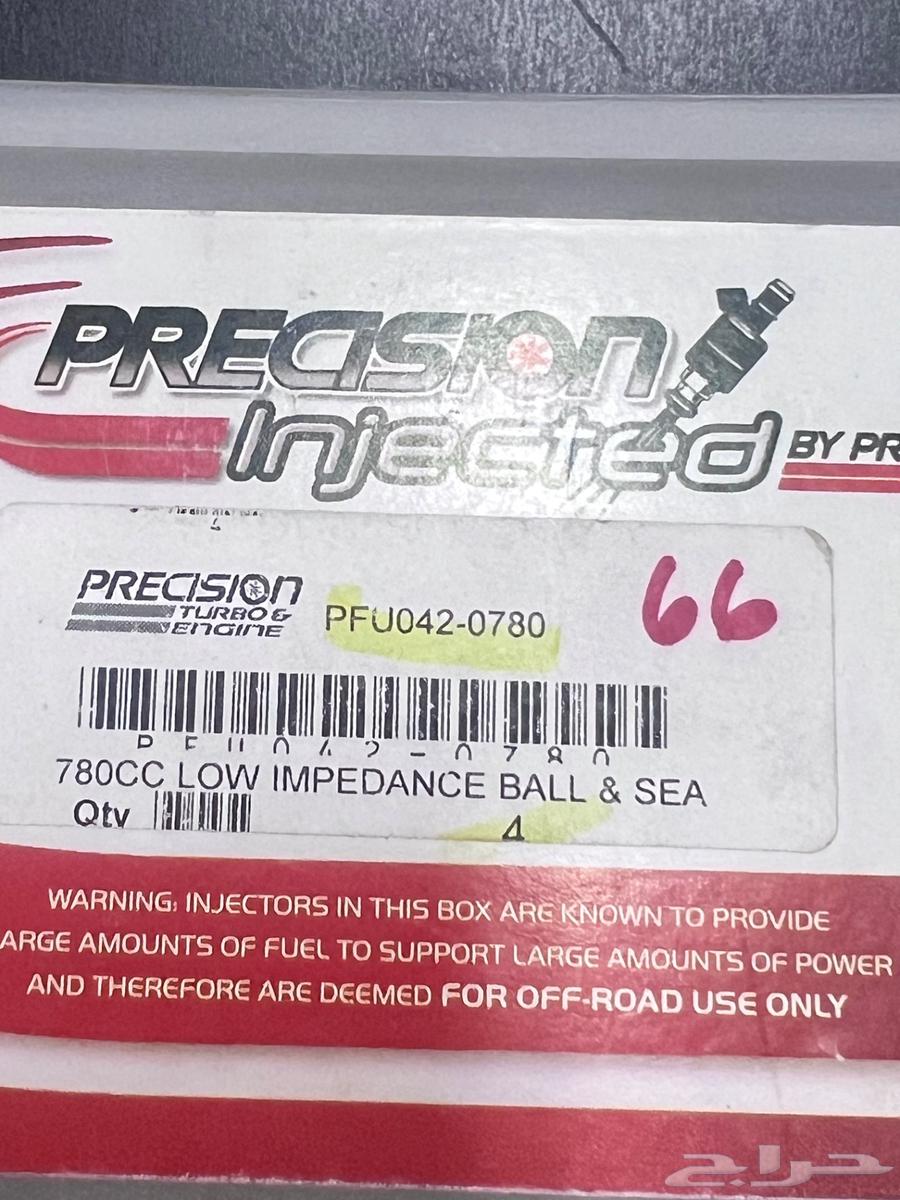 PRECISION
Injected BY PR
PRECISION
TURBO &
ENGINE
PFU042-0780
66
PFU042-0780
780CC LOW IMPEDANCE BALL & SEA
Qty 4
WARNING: INJECTORS IN THIS BOX ARE KNOWN TO PROVIDE
ARGE AMOUNTS OF FUEL TO SUPPORT LARGE AMOUNTS OF POWER
AND THEREFORE ARE DEEMED FOR OFF-ROAD USE ONLY
حراج